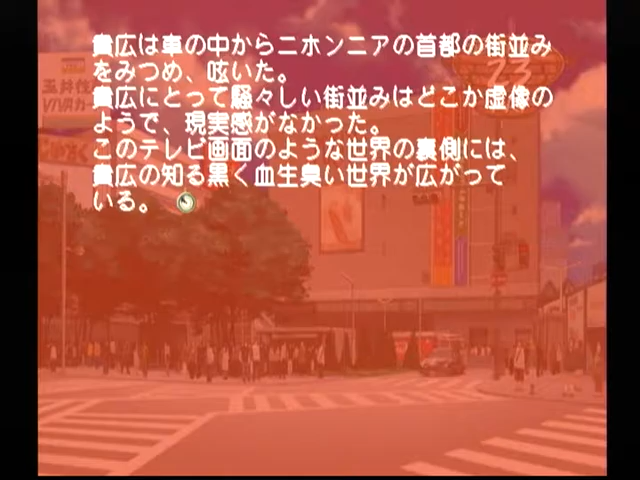 貴広は車の中からニホンニアの首都の街並み
をみつめ、呟いた。
貴広にとって騒々しい街並みはどこか虚像の
ようで、現実感がなかった。
このテレビ画面のような世界の裏側には、
貴広の知る黒く血生臭い世界が広がって
いる。
23
玉井住